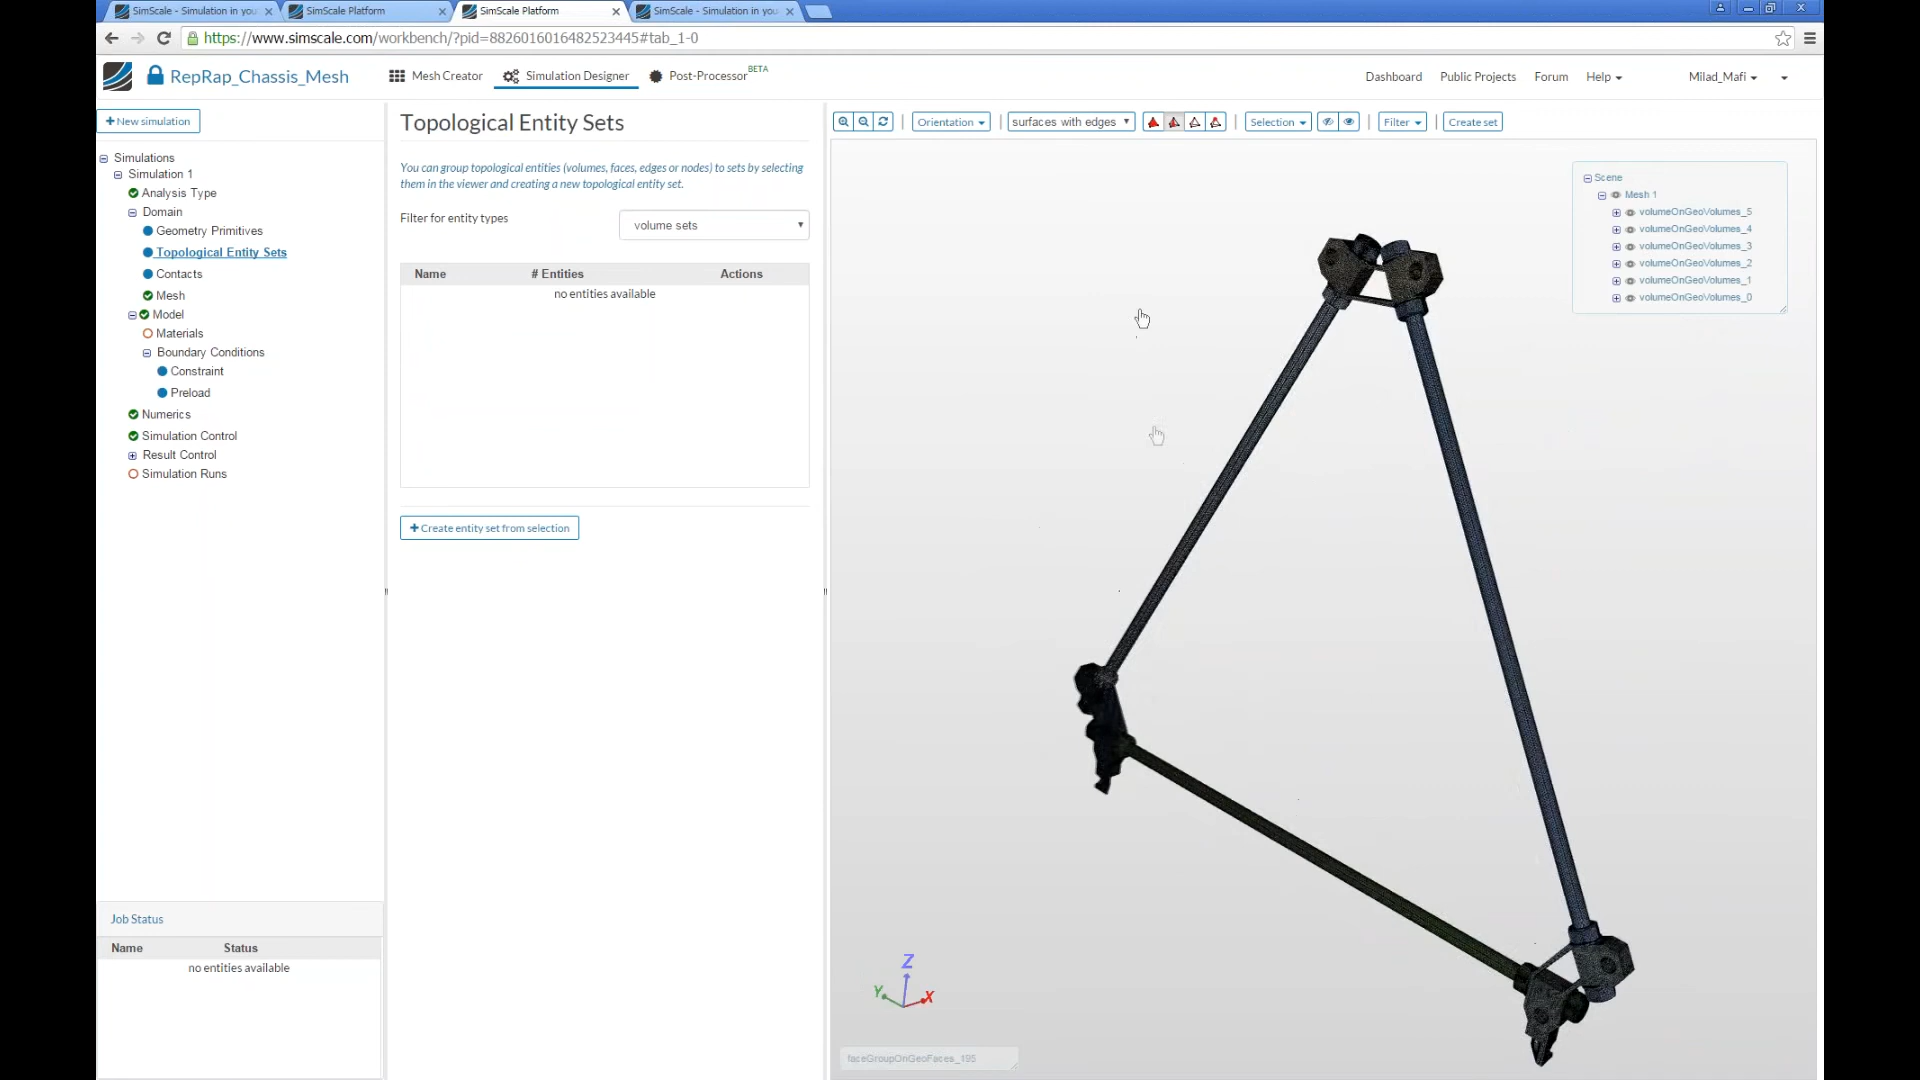 SimScale - Simulation in you
SimScale Platform
SimScale Platform
SimScale - Simulation in you
https://www.simscale.com/workbench/?pid=8826016016482523445#tab_1-0
RepRap_Chassis_Mesh
Mesh Creator
Simulation Designer
Post-Processor BETA
Dashboard
Public Projects
Forum
Help
Milad_Mafi
New simulation
Simulations
Simulation 1
Analysis Type
Domain
Geometry Primitives
Topological Entity Sets
Contacts
Mesh
Model
Materials
Boundary Conditions
Constraint
Preload
Numerics
Simulation Control
Result Control
Simulation Runs
Job Status
Name Status
no entities available
Topological Entity Sets
You can group topological entities (volumes, faces, edges or nodes) to sets by selecting
them in the viewer and creating a new topological entity set.
Filter for entity types
volume sets
Name # Entities Actions
no entities available
Create entity set from selection
Orientation
surfaces with edges
Selection
Filter
Create set
Scene
Mesh 1
volumeOnGeoVolumes_5
volumeOnGeoVolumes_4
volumeOnGeoVolumes_3
volumeOnGeoVolumes_2
volumeOnGeoVolumes_1
volumeOnGeoVolumes_0
Z
Y
X
faceGroupOnGeoFaces_195